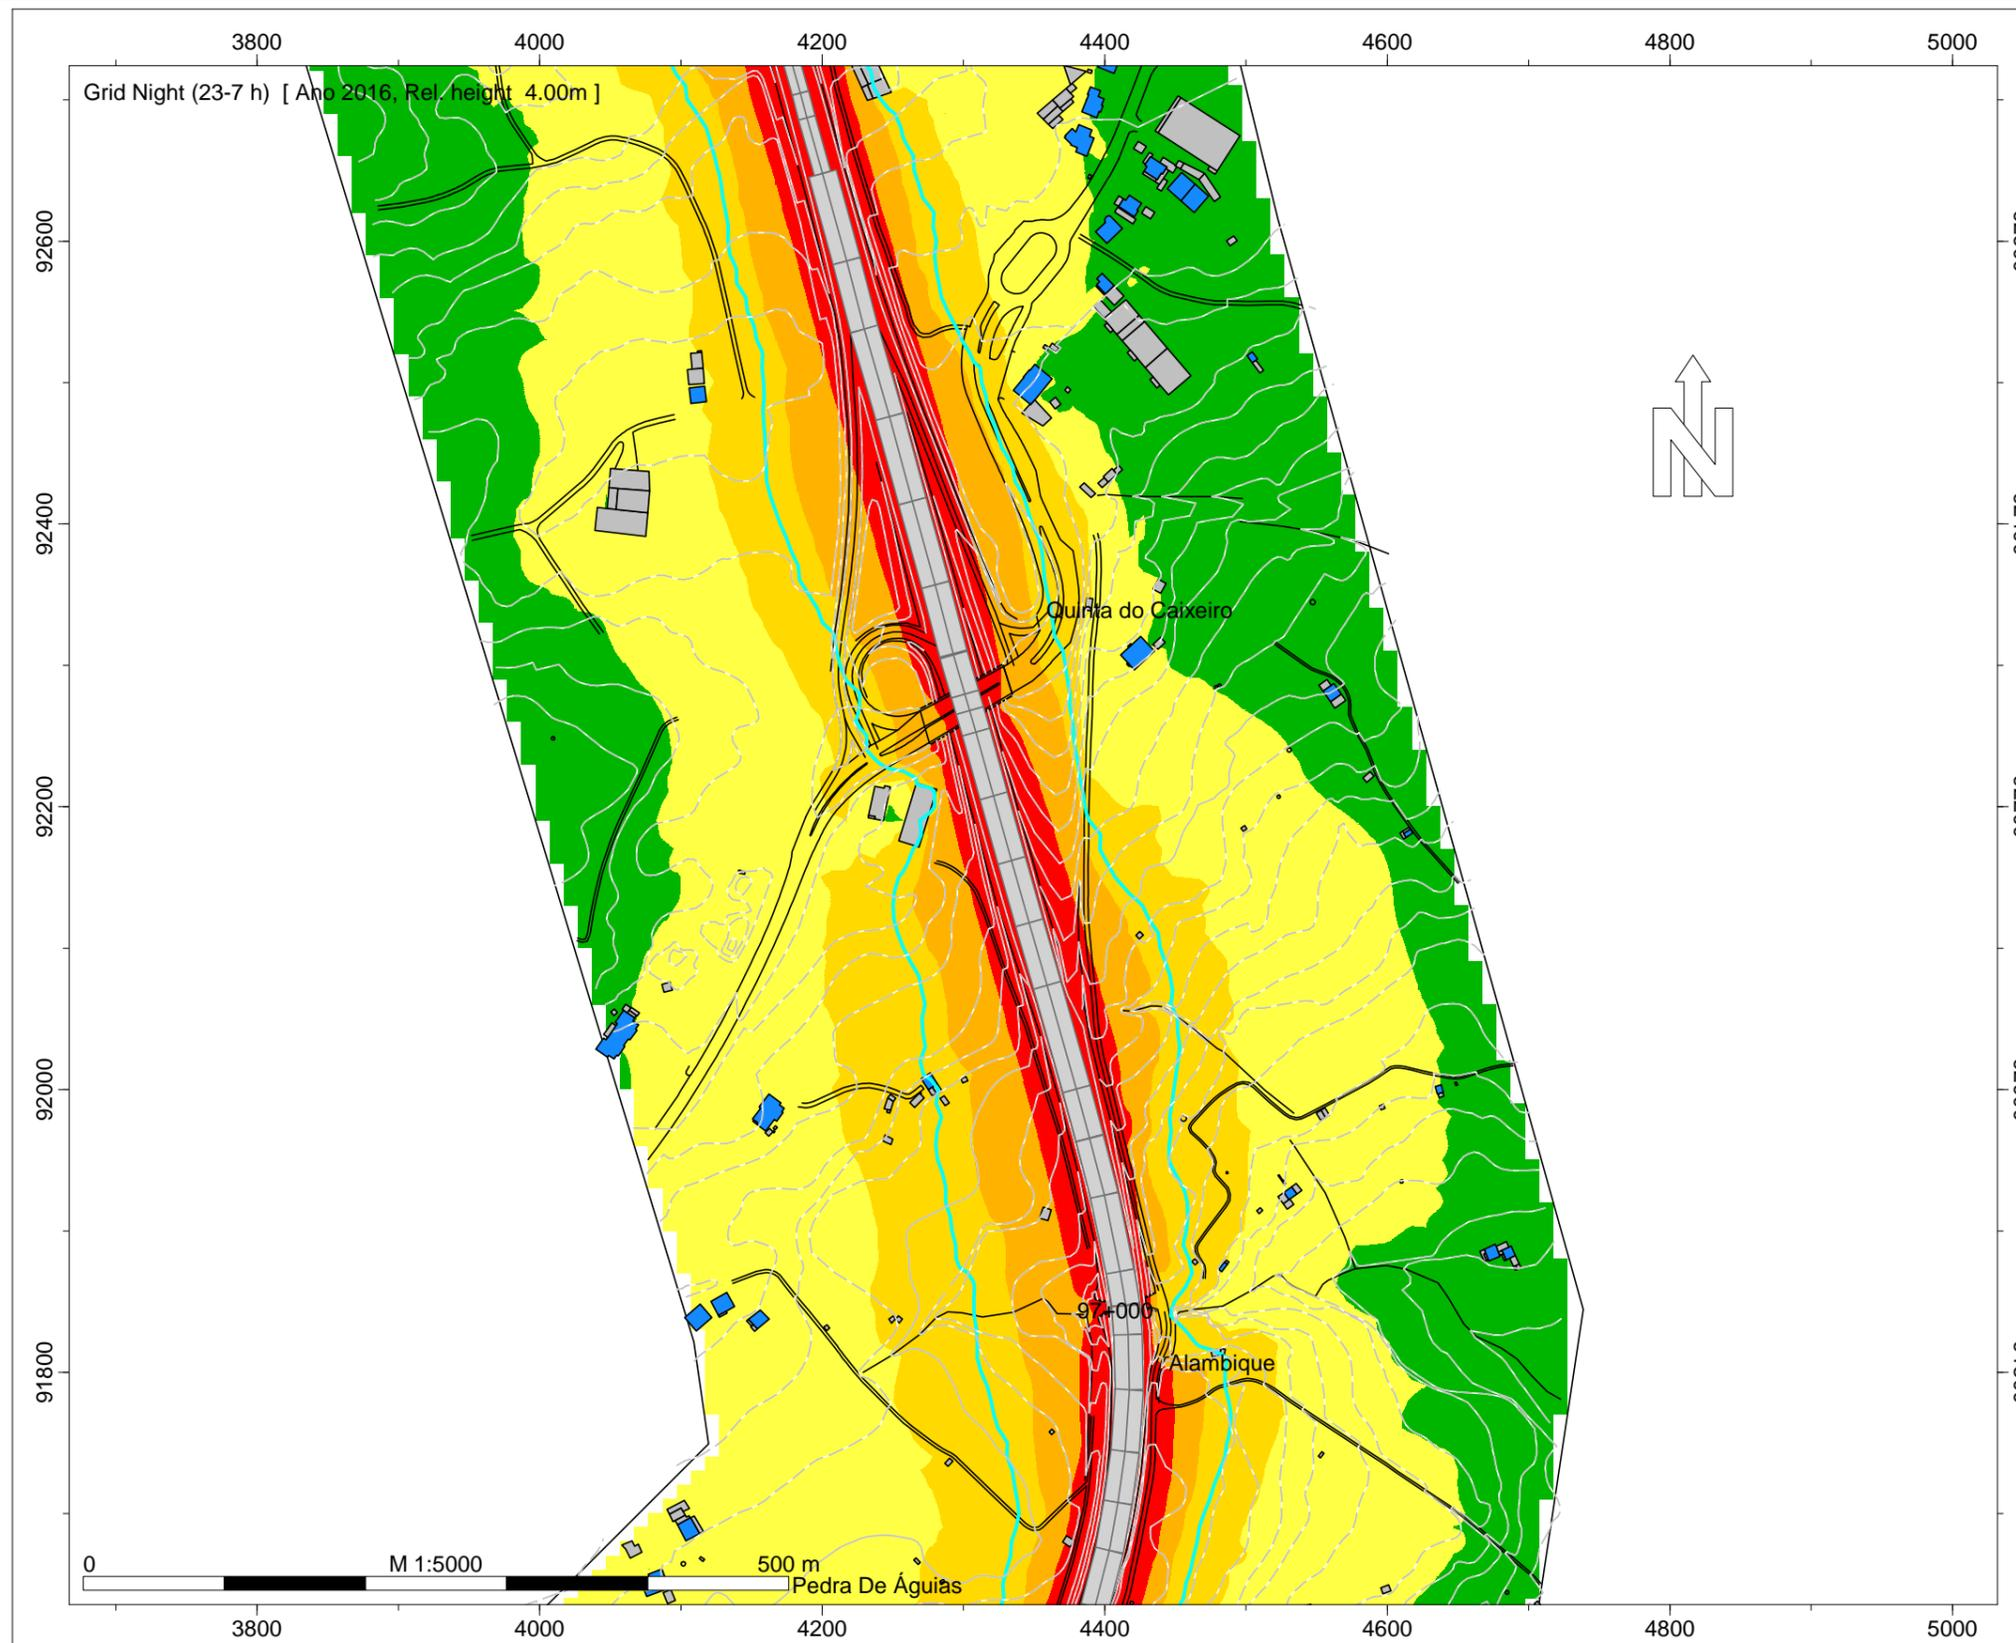 3800 4000 4200 4400 4600 4800 5000
Grid Night (23-7 h) [ Ano 2016, Rel. height 4.00m ]
92600
92400
N
Quinta do Caixeiro
92200
92000
97+000
91800
Alambique
0 M 1:5000 500 m
Pedra De Águias
3800 4000 4200 4400 4600 4800 5000